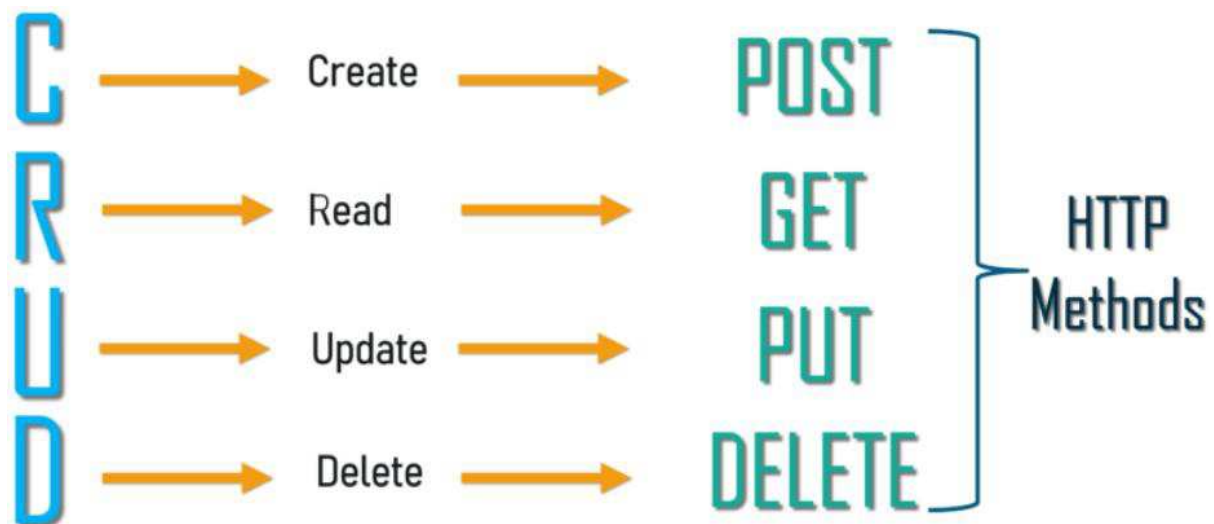 C Create POST
R Read GET
U Update PUT
D Delete DELETE
HTTP
Methods